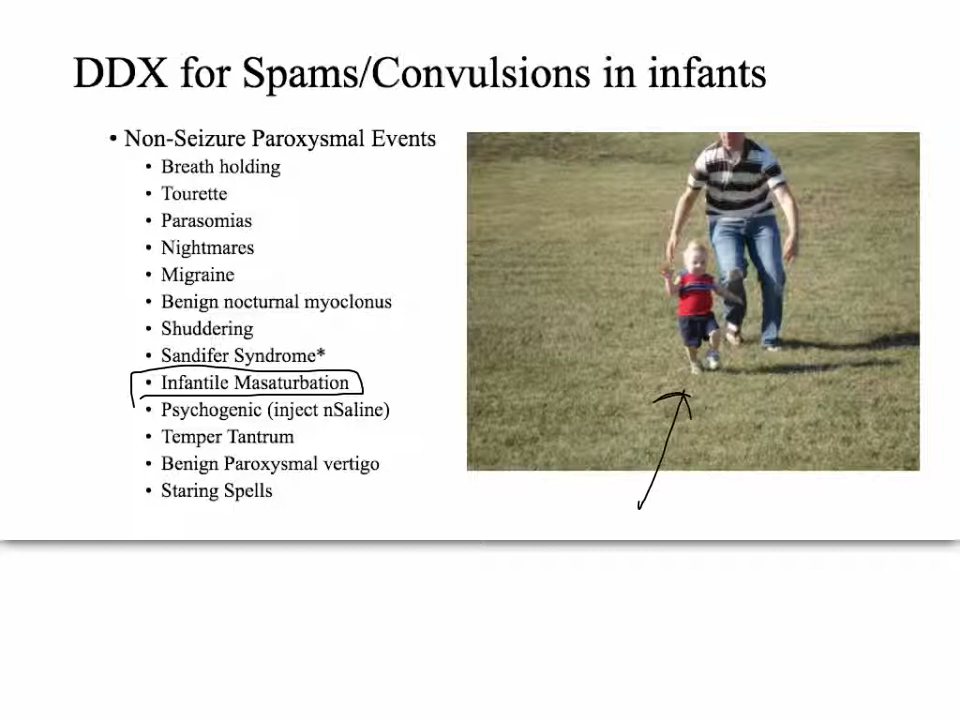 DDX for Spams/Convulsions in infants
• Non-Seizure Paroxysmal Events
• Breath holding
• Tourette
• Parasomias
• Nightmares
• Migraine
• Benign nocturnal myoclonus
• Shuddering
• Sandifer Syndrome*
• Infantile Masaturbation
• Psychogenic (inject nSaline)
• Temper Tantrum
• Benign Paroxysmal vertigo
• Staring Spells